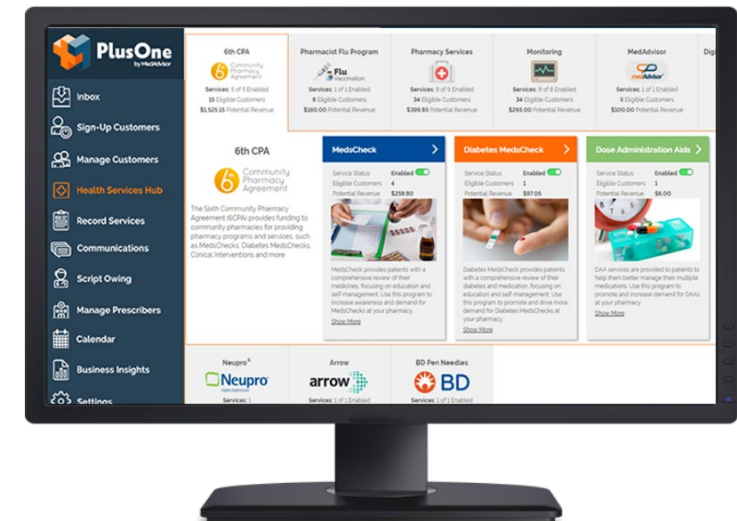 PlusOne
by MedAdvisor
Inbox
Sign-Up Customers
Manage Customers
Health Services Hub
Record Services
Communications
Script Owing
Manage Prescribers
Calendar
Business Insights
Settings
6th CPA
6
Community
Pharmacy
Agreement
Services: 5 of 5 Enabled
15 Eligible Customers
$1,525.15 Potential Revenue
Pharmacist Flu Program
Flu
Vaccination
Services: 1 of 1 Enabled
8 Eligible Customers
$160.00 Potential Revenue
Pharmacy Services
Services: 8 of 9 Enabled
34 Eligible Customers
$399.85 Potential Revenue
Monitoring
Services: 8 of 8 Enabled
34 Eligible Customers
$265.00 Potential Revenue
MedAdvisor
medAdvisor
Services: 1 of 1 Enabled
5 Eligible Customers
$100.00 Potential Revenue
Digi
6th CPA
6
Community
Pharmacy
Agreement
The Sixth Community Pharmacy
Agreement (6CPA) provides funding to
community pharmacies for providing
pharmacy programs and services, such
as MedsChecks, Diabetes MedsChecks,
Clinical Interventions and more
MedsCheck
Service Status Enabled
Eligible Customers 4
Potential Revenue $258.80
MedsCheck provides patients with a
comprehensive review of their
medicines, focusing on education and
self-management. Use this program to
increase awareness and demand for
MedsChecks at your pharmacy.
Show More
Diabetes MedsCheck
Service Status Enabled
Eligible Customers 1
Potential Revenue $97.05
Diabetes MedsCheck provides patients
with a comprehensive review of their
diabetes and medication, focusing on
education and self-management. Use
this program to promote and drive more
demand for Diabetes MedsChecks at
your pharmacy.
Show More
Dose Administration Aids
Service Status Enabled
Eligible Customers 1
Potential Revenue $6.00
DAA services are provided to patients to
help them better manage their multiple
medications. Use this program to
promote and increase demand for DAAs
at your pharmacy.
Show More
Neupro®
Neupro
Services: 1
Arrow
arrow
Services: 1 of 1 Enabled
BD Pen Needles
BD
Services: 1 of 1 Enabled